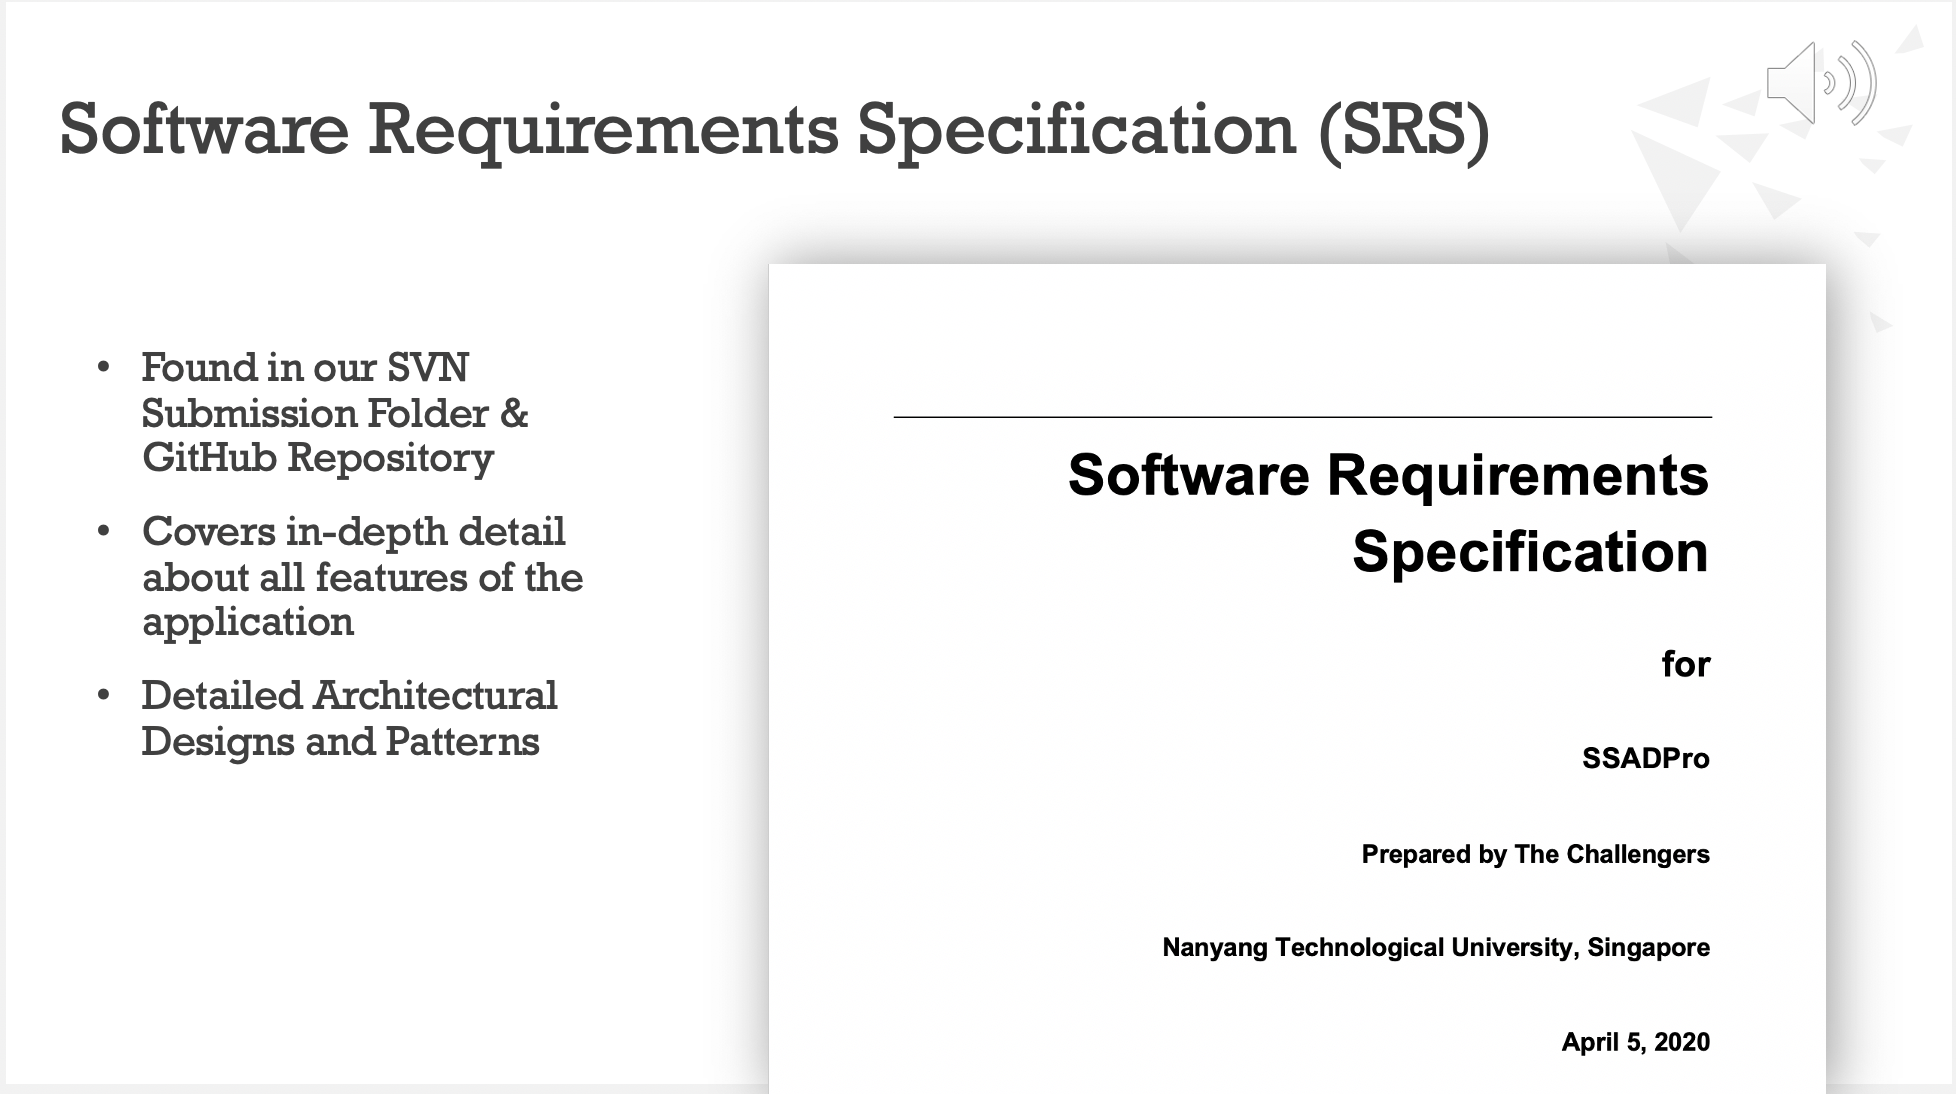 Software Requirements Specification (SRS)
• Found in our SVN
Submission Folder &
GitHub Repository
• Covers in-depth detail
about all features of the
application
• Detailed Architectural
Designs and Patterns
Software Requirements
Specification
for
SSADPro
Prepared by The Challengers
Nanyang Technological University, Singapore
April 5, 2020